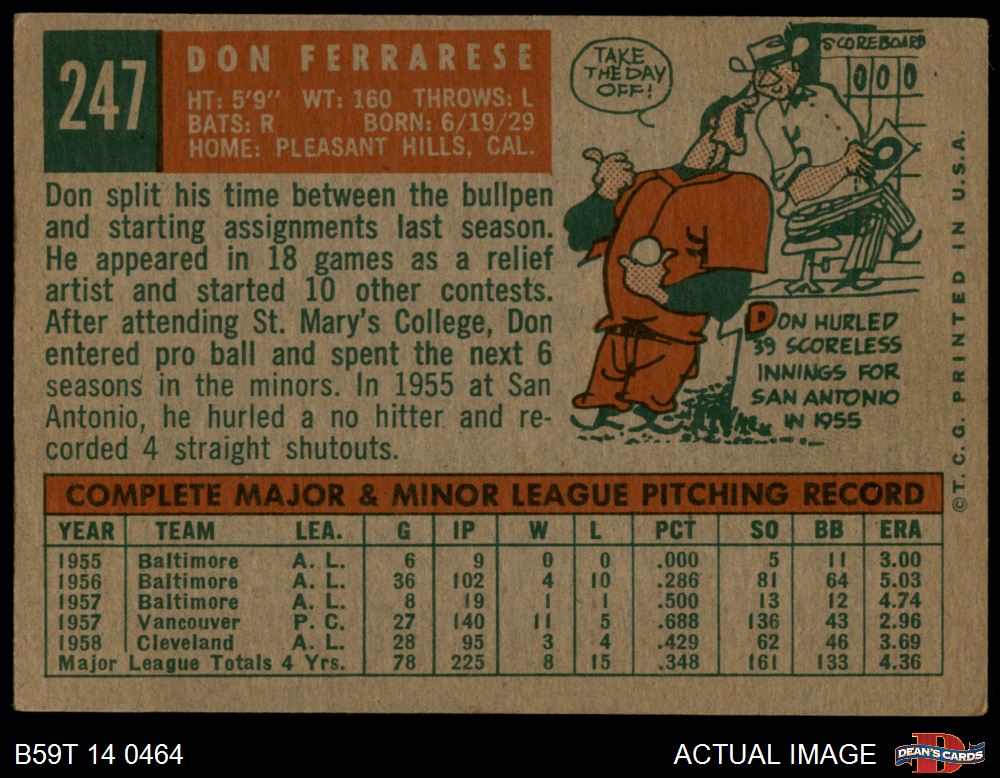 247
DON FERRARESE
HT: 5'9" WT: 160 THROWS: L
BATS: R BORN: 6/19/29
HOME: PLEASANT HILLS, CAL.
Don split his time between the bullpen
and starting assignments last season.
He appeared in 18 games as a relief
artist and started 10 other contests.
After attending St. Mary's College, Don
entered pro ball and spent the next 6
seasons in the minors. In 1955 at San
Antonio, he hurled a no hitter and re-
corded 4 straight shutouts.
TAKE
THE DAY
OFF!
SCOREBOARD
000
DON HURLED
39 SCORELESS
INNINGS FOR
SAN ANTONIO
IN 1955
©T. C. G. PRINTED IN U.S.A.
COMPLETE MAJOR & MINOR LEAGUE PITCHING RECORD
YEAR TEAM LEA. G IP W L PCT SO BB ERA
1955 Baltimore A. L. 6 9 0 0 .000 5 11 3.00
1956 Baltimore A. L. 36 102 4 10 .286 81 64 5.03
1957 Baltimore A. L. 8 19 1 1 .500 13 12 4.74
1957 Vancouver P. C. 27 140 11 5 .688 136 43 2.96
1958 Cleveland A. L. 28 95 3 4 .429 62 46 3.69
Major League Totals 4 Yrs. 78 225 8 15 .348 161 133 4.36
B59T 14 0464
ACTUAL IMAGE
D
DEAN'S CARDS